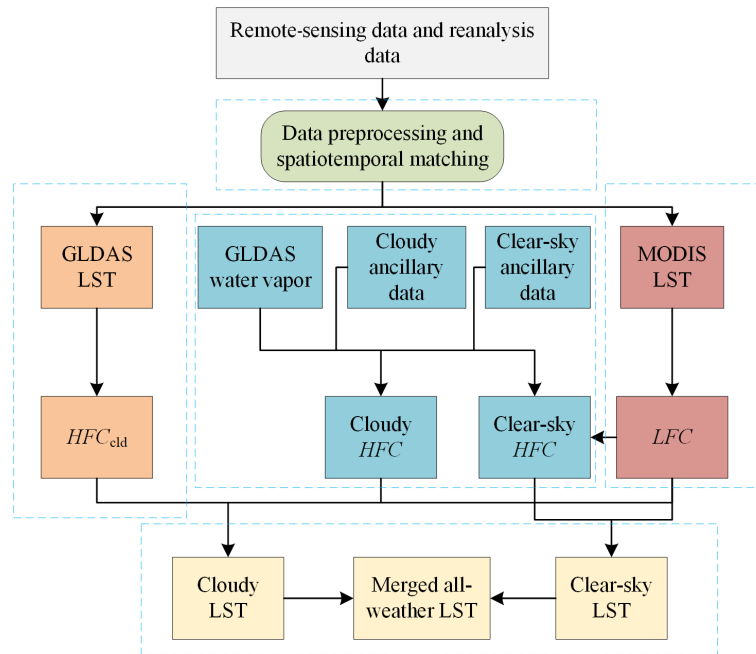 Remote-sensing data and reanalysis
data
Data preprocessing and
spatiotemporal matching
GLDAS
LST
GLDAS
water vapor
Cloudy
ancillary
data
Clear-sky
ancillary
data
MODIS
LST
HFCcld
Cloudy
HFC
Clear-sky
HFC
LFC
Cloudy
LST
Merged all-
weather LST
Clear-sky
LST